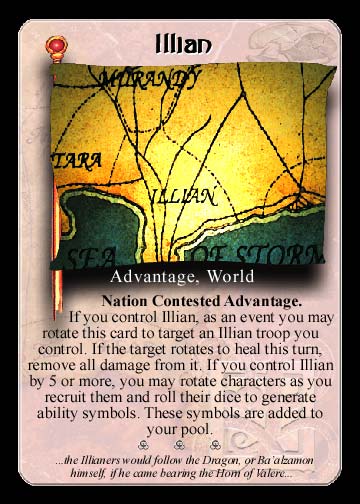 Illian
MURANDY
TARA
ILLIAN
SEA OF STORM
Advantage, World
Nation Contested Advantage.
If you control Illian, as an event you may
rotate this card to target an Illian troop you
control. If the target rotates to heal this turn,
remove all damage from it. If you control Illian
by 5 or more, you may rotate characters as you
recruit them and roll their dice to generate
ability symbols. These symbols are added to
your pool.
...the Illianers would follow the Dragon, or Ba'alzamon
himself, if he came bearing the Horn of Valere...